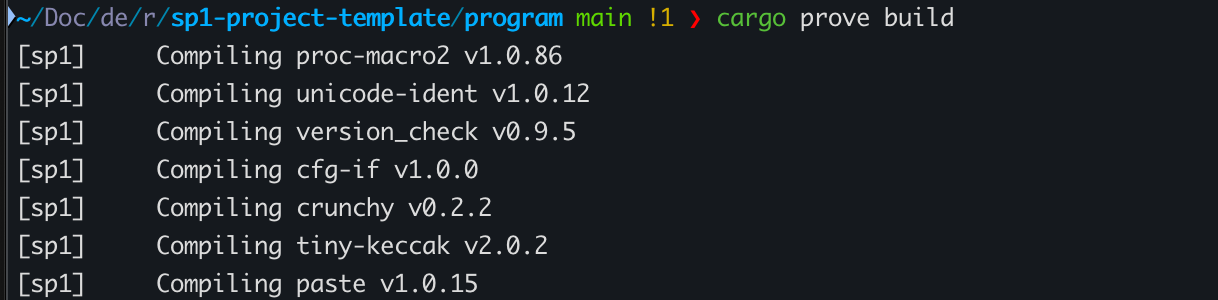 ~/Doc/de/r/sp1-project-template/program main !1 ❯ cargo prove build
[sp1]     Compiling proc-macro2 v1.0.86
[sp1]     Compiling unicode-ident v1.0.12
[sp1]     Compiling version_check v0.9.5
[sp1]     Compiling cfg-if v1.0.0
[sp1]     Compiling crunchy v0.2.2
[sp1]     Compiling tiny-keccak v2.0.2
[sp1]     Compiling paste v1.0.15